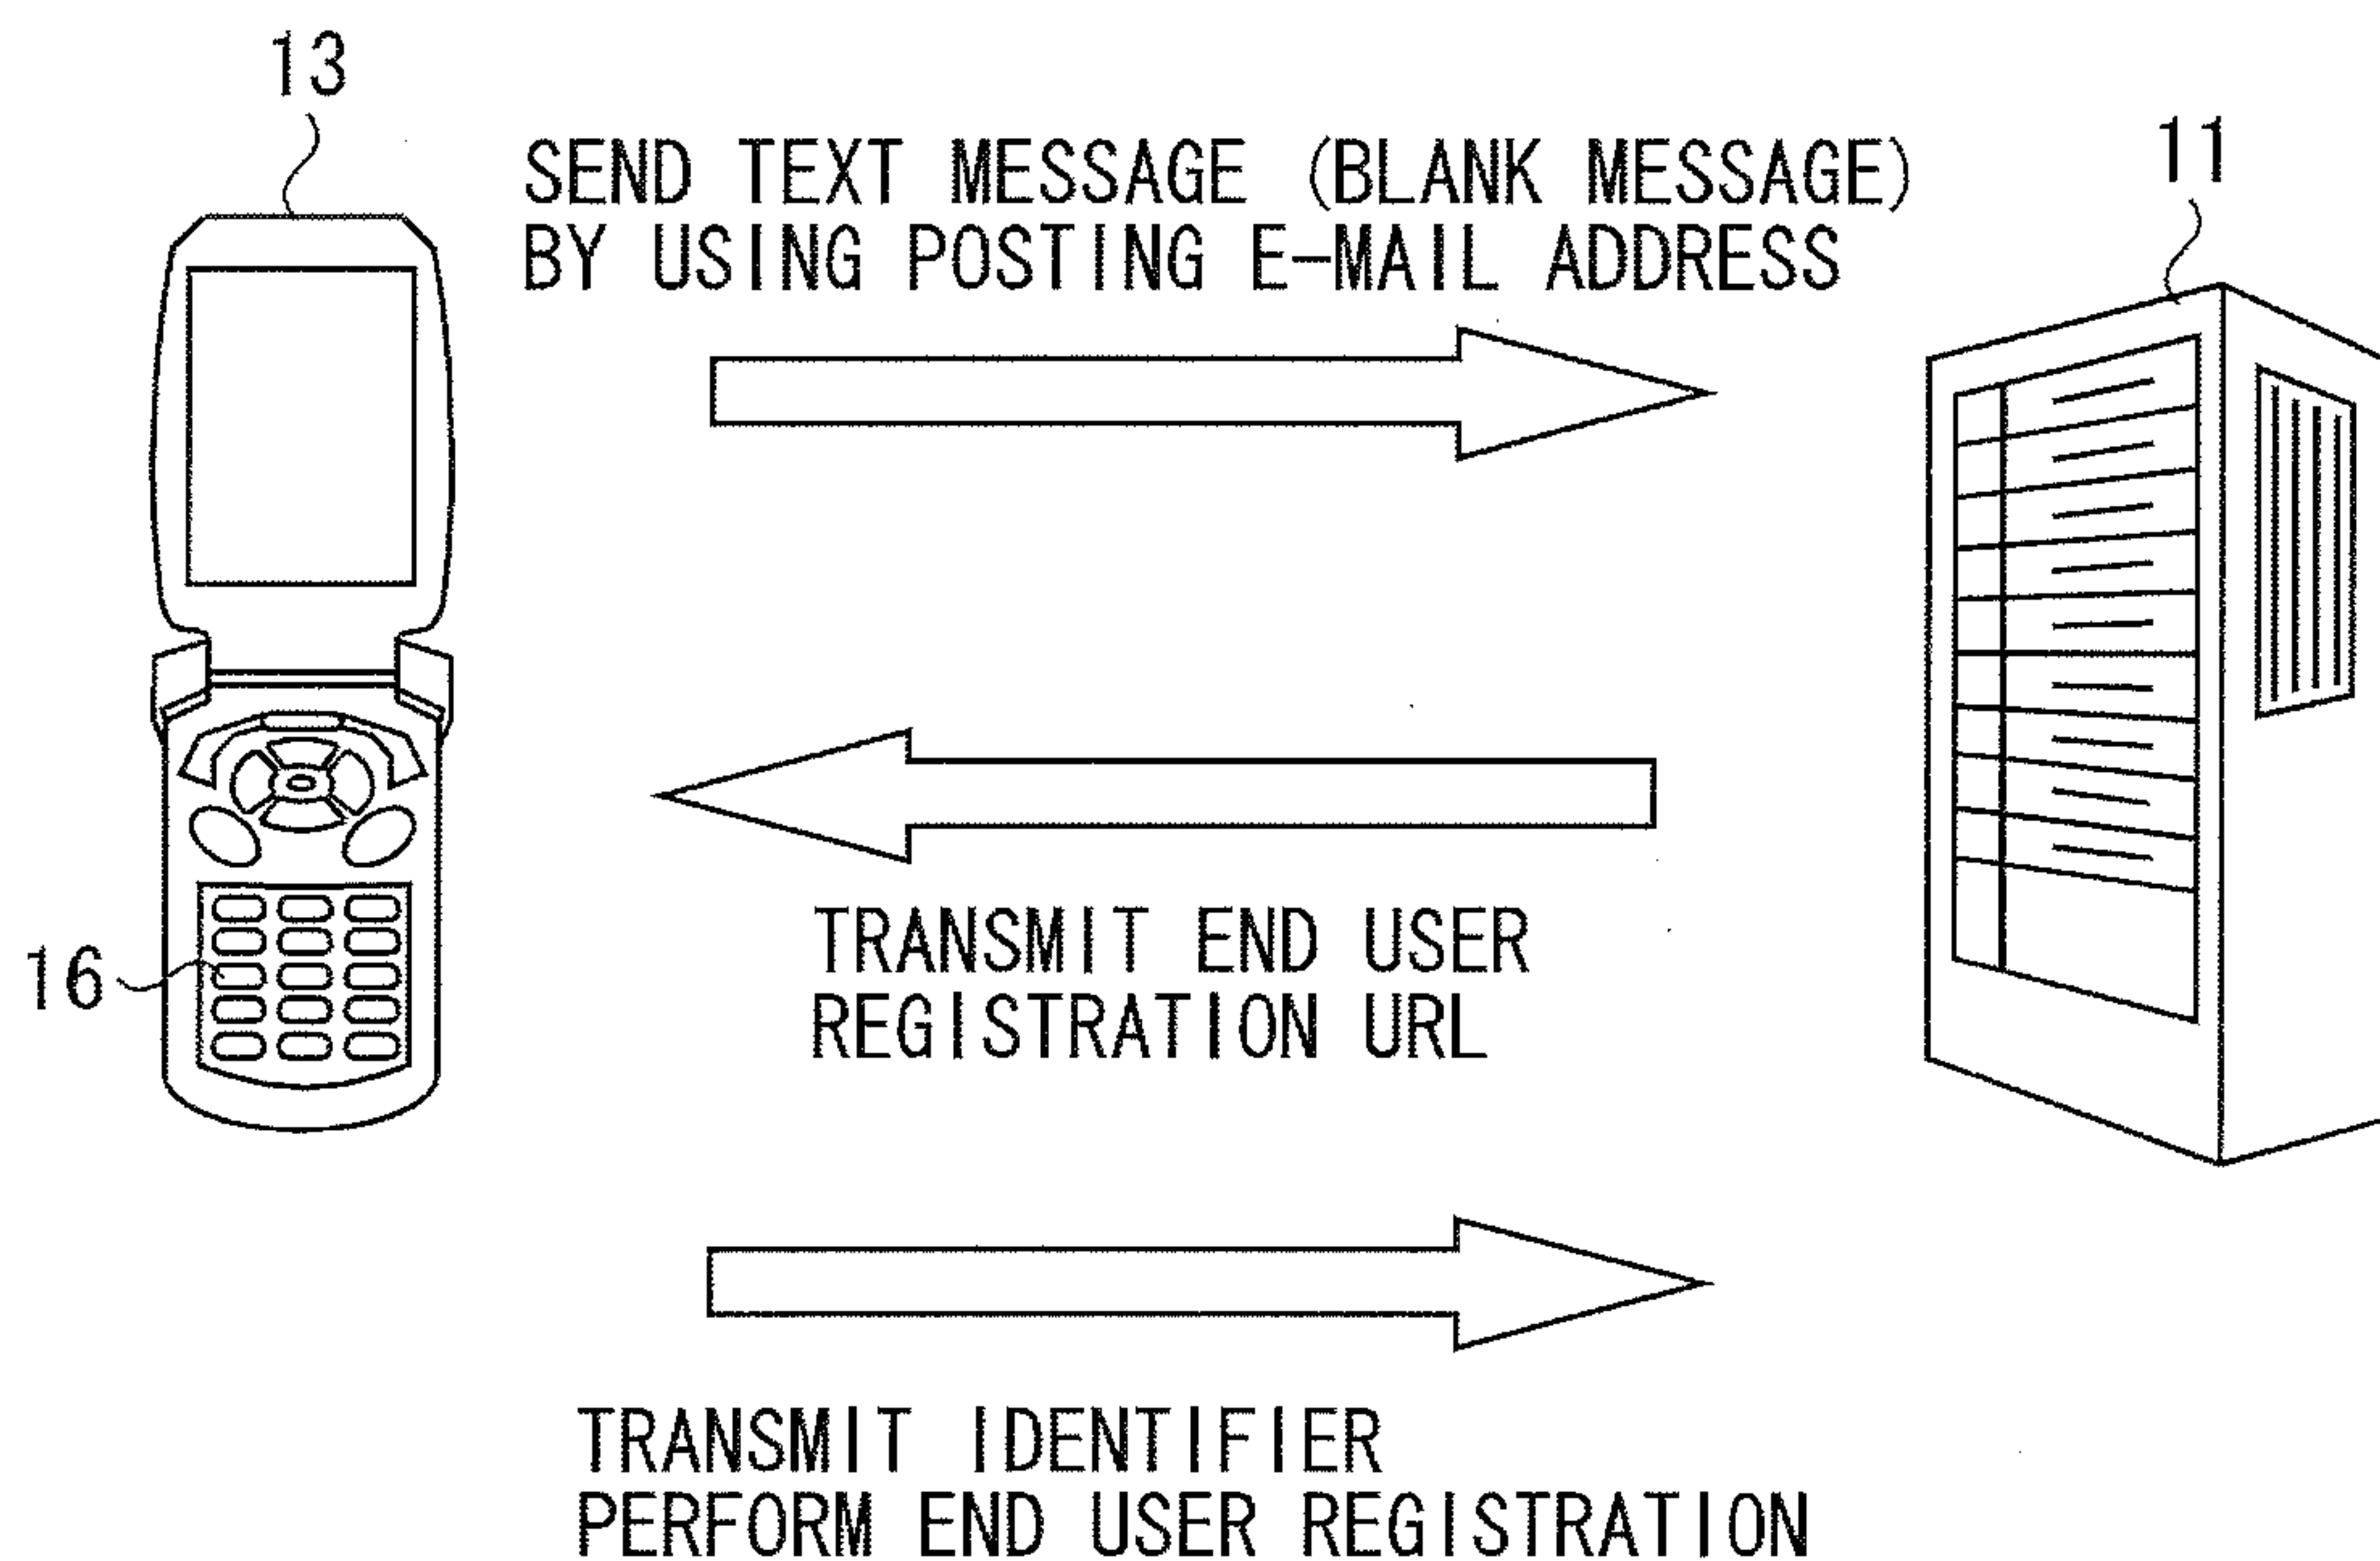 13
SEND TEXT MESSAGE (BLANK MESSAGE)
BY USING POSTING E-MAIL ADDRESS
11
TRANSMIT END USER
REGISTRATION URL
16
TRANSMIT IDENTIFIER
PERFORM END USER REGISTRATION